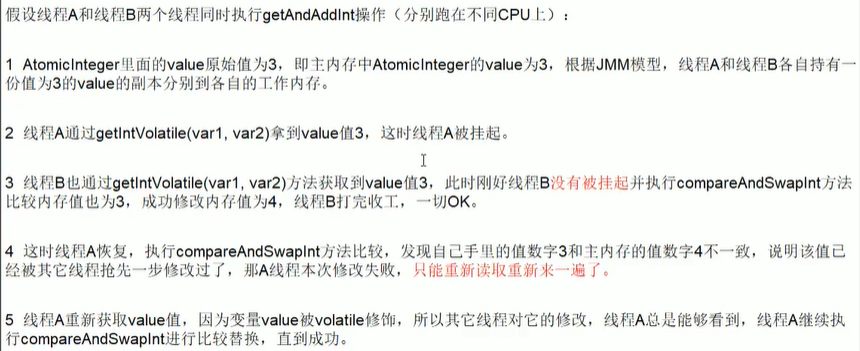 假设线程A和线程B两个线程同时执行getAndAddInt操作（分别跑在不同CPU上）：
1 AtomicInteger里面的value原始值为3，即主内存中AtomicInteger的value为3，根据JMM模型，线程A和线程B各自持有一
份值为3的value的副本分别到各自的工作内存。
2 线程A通过getIntVolatile(var1, var2)拿到value值3，这时线程A被挂起。
3 线程B也通过getIntVolatile(var1, var2)方法获取到value值3，此时刚好线程B没有被挂起并执行compareAndSwapInt方法
比较内存值也为3，成功修改内存值为4，线程B打完收工，一切OK。
4 这时线程A恢复，执行compareAndSwapInt方法比较，发现自己手里的值数字3和主内存的值数字4不一致，说明该值已
经被其它线程抢先一步修改过了，那A线程本次修改失败，只能重新读取重新来一遍了。
5 线程A重新获取value值，因为变量value被volatile修饰，所以其它线程对它的修改，线程A总是能够看到，线程A继续执
行compareAndSwapInt进行比较替换，直到成功。